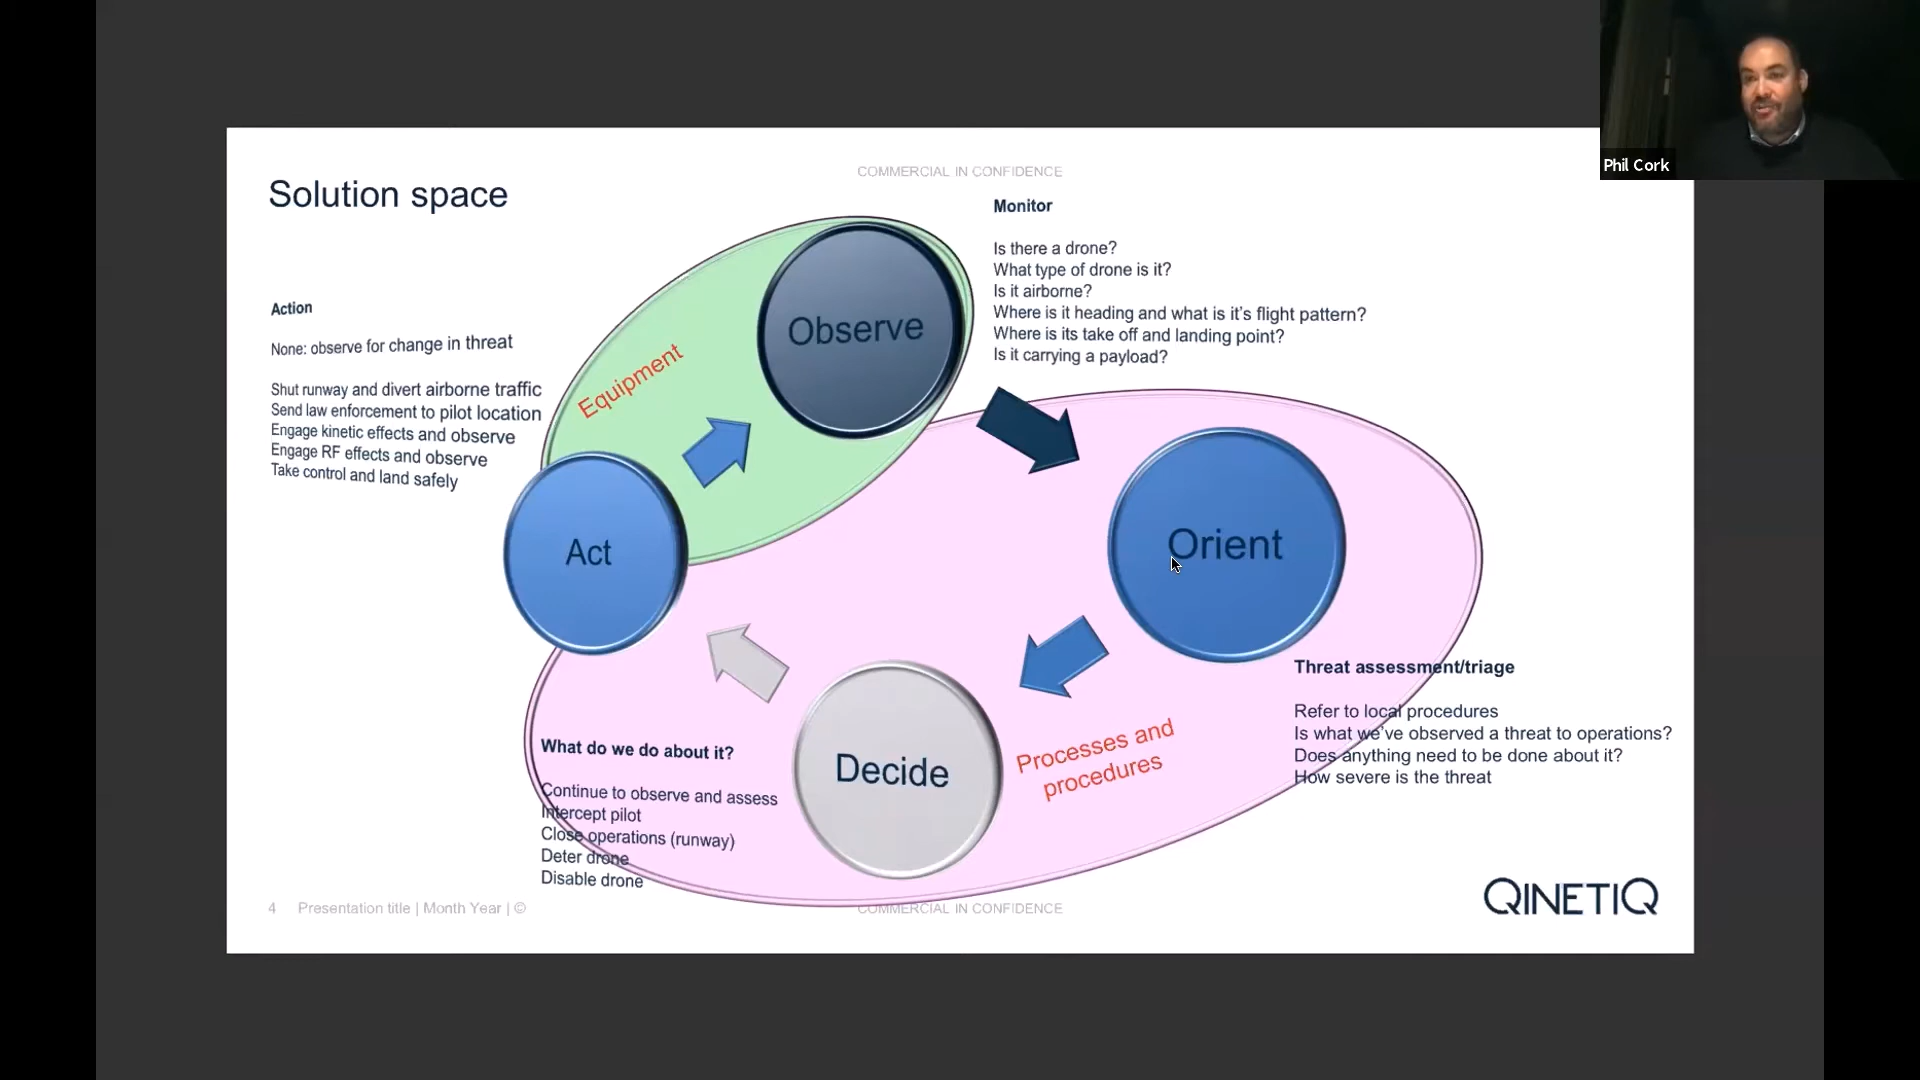 Phil Cork
COMMERCIAL IN CONFIDENCE
Solution space
Monitor
Is there a drone?
What type of drone is it?
Is it airborne?
Where is it heading and what is it's flight pattern?
Where is its take off and landing point?
Is it carrying a payload?
Action
None: observe for change in threat
Shut runway and divert airborne traffic
Send law enforcement to pilot location
Engage kinetic effects and observe
Engage RF effects and observe
Take control and land safely
Equipment
Observe
Act
Orient
Decide
Processes and
procedures
Threat assessment/triage
Refer to local procedures
Is what we've observed a threat to operations?
Does anything need to be done about it?
How severe is the threat
What do we do about it?
Continue to observe and assess
Intercept pilot
Close operations (runway)
Deter drone
Disable drone
4 Presentation title | Month Year | ©
COMMERCIAL IN CONFIDENCE
QINETIQ